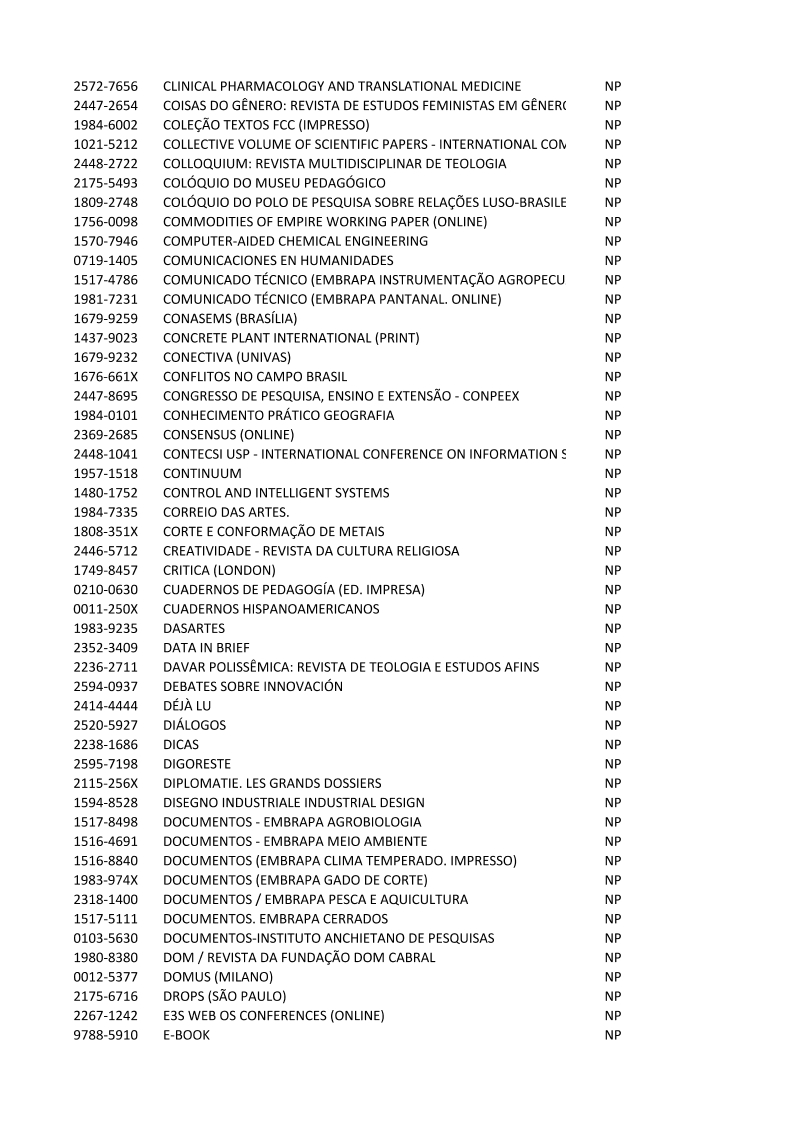 2572-7656 CLINICAL PHARMACOLOGY AND TRANSLATIONAL MEDICINE NP
2447-2654 COISAS DO GÊNERO: REVISTA DE ESTUDOS FEMINISTAS EM GÊNERO NP
1984-6002 COLEÇÃO TEXTOS FCC (IMPRESSO) NP
1021-5212 COLLECTIVE VOLUME OF SCIENTIFIC PAPERS - INTERNATIONAL COM NP
2448-2722 COLLOQUIUM: REVISTA MULTIDISCIPLINAR DE TEOLOGIA NP
2175-5493 COLÓQUIO DO MUSEU PEDAGÓGICO NP
1809-2748 COLÓQUIO DO POLO DE PESQUISA SOBRE RELAÇÕES LUSO-BRASILE NP
1756-0098 COMMODITIES OF EMPIRE WORKING PAPER (ONLINE) NP
1570-7946 COMPUTER-AIDED CHEMICAL ENGINEERING NP
0719-1405 COMUNICACIONES EN HUMANIDADES NP
1517-4786 COMUNICADO TÉCNICO (EMBRAPA INSTRUMENTAÇÃO AGROPECU NP
1981-7231 COMUNICADO TÉCNICO (EMBRAPA PANTANAL. ONLINE) NP
1679-9259 CONASEMS (BRASÍLIA) NP
1437-9023 CONCRETE PLANT INTERNATIONAL (PRINT) NP
1679-9232 CONECTIVA (UNIVAS) NP
1676-661X CONFLITOS NO CAMPO BRASIL NP
2447-8695 CONGRESSO DE PESQUISA, ENSINO E EXTENSÃO - CONPEEX NP
1984-0101 CONHECIMENTO PRÁTICO GEOGRAFIA NP
2369-2685 CONSENSUS (ONLINE) NP
2448-1041 CONTECSI USP - INTERNATIONAL CONFERENCE ON INFORMATION S NP
1957-1518 CONTINUUM NP
1480-1752 CONTROL AND INTELLIGENT SYSTEMS NP
1984-7335 CORREIO DAS ARTES. NP
1808-351X CORTE E CONFORMAÇÃO DE METAIS NP
2446-5712 CREATIVIDADE - REVISTA DA CULTURA RELIGIOSA NP
1749-8457 CRITICA (LONDON) NP
0210-0630 CUADERNOS DE PEDAGOGÍA (ED. IMPRESA) NP
0011-250X CUADERNOS HISPANOAMERICANOS NP
1983-9235 DASARTES NP
2352-3409 DATA IN BRIEF NP
2236-2711 DAVAR POLISSÊMICA: REVISTA DE TEOLOGIA E ESTUDOS AFINS NP
2594-0937 DEBATES SOBRE INNOVACIÓN NP
2414-4444 DÉJÀ LU NP
2520-5927 DIÁLOGOS NP
2238-1686 DICAS NP
2595-7198 DIGORESTE NP
2115-256X DIPLOMATIE. LES GRANDS DOSSIERS NP
1594-8528 DISEGNO INDUSTRIALE INDUSTRIAL DESIGN NP
1517-8498 DOCUMENTOS - EMBRAPA AGROBIOLOGIA NP
1516-4691 DOCUMENTOS - EMBRAPA MEIO AMBIENTE NP
1516-8840 DOCUMENTOS (EMBRAPA CLIMA TEMPERADO. IMPRESSO) NP
1983-974X DOCUMENTOS (EMBRAPA GADO DE CORTE) NP
2318-1400 DOCUMENTOS / EMBRAPA PESCA E AQUICULTURA NP
1517-5111 DOCUMENTOS. EMBRAPA CERRADOS NP
0103-5630 DOCUMENTOS-INSTITUTO ANCHIETANO DE PESQUISAS NP
1980-8380 DOM / REVISTA DA FUNDAÇÃO DOM CABRAL NP
0012-5377 DOMUS (MILANO) NP
2175-6716 DROPS (SÃO PAULO) NP
2267-1242 E3S WEB OS CONFERENCES (ONLINE) NP
9788-5910 E-BOOK NP